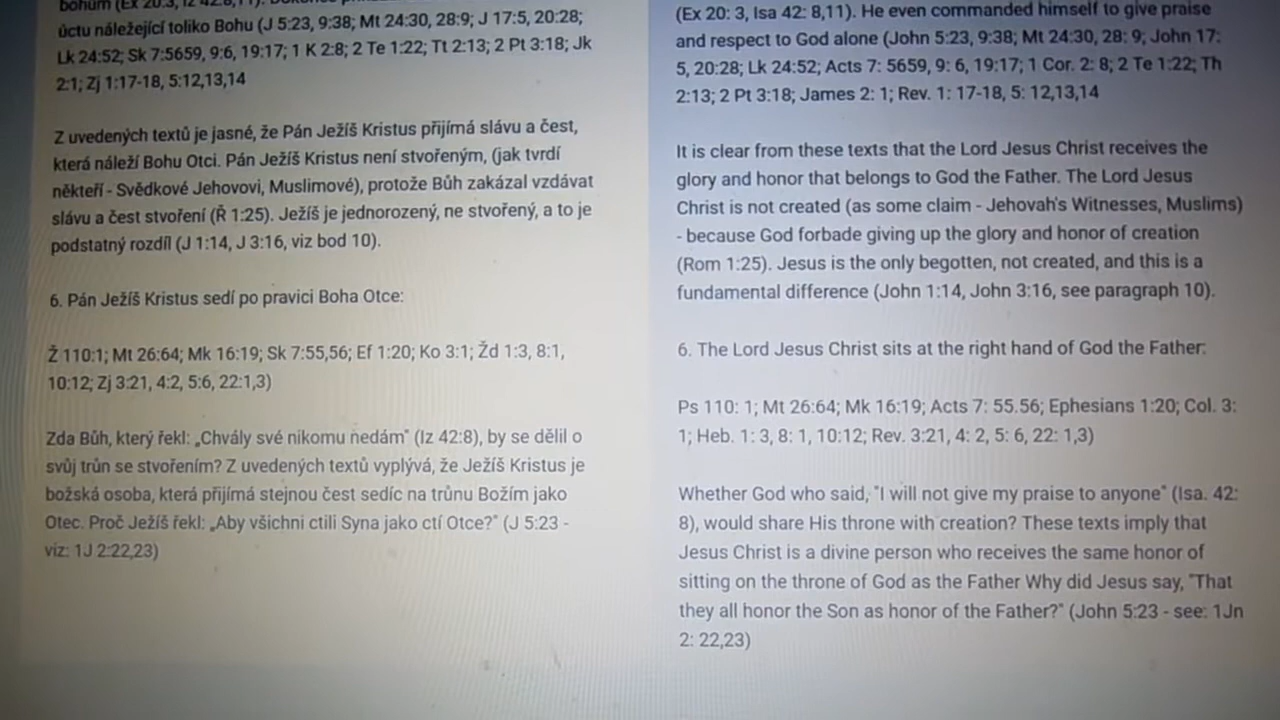 bohům (Ex 20:3, Iz 42:8,11).
úctu náležející toliko Bohu (J 5:23, 9:38; Mt 24:30, 28:9; J 17:5, 20:28;
Lk 24:52; Sk 7:5659, 9:6, 19:17; 1 K 2:8; 2 Te 1:22; Tt 2:13; 2 Pt 3:18; Jk
2:1; Zj 1:17-18, 5:12,13,14
Z uvedených textů je jasné, že Pán Ježíš Kristus přijímá slávu a čest,
která náleží Bohu Otci. Pán Ježíš Kristus není stvořeným, (jak tvrdí
někteří - Svědkové Jehovovi, Muslimové), protože Bůh zakázal vzdávat
slávu a čest stvoření (Ř 1:25). Ježíš je jednorozený, ne stvořený, a to je
podstatný rozdíl (J 1:14, J 3:16, viz bod 10).
6. Pán Ježíš Kristus sedí po pravici Boha Otce:
Ž 110:1; Mt 26:64; Mk 16:19; Sk 7:55,56; Ef 1:20; Ko 3:1; Žd 1:3, 8:1,
10:12; Zj 3:21, 4:2, 5:6, 22:1,3)
Zda Bůh, který řekl: „Chvály své nikomu nedám" (Iz 42:8), by se dělil o
svůj trůn se stvořením? Z uvedených textů vyplývá, že Ježíš Kristus je
božská osoba, která přijímá stejnou čest sedíc na trůnu Božím jako
Otec. Proč Ježíš řekl: „Aby všichni ctili Syna jako ctí Otce?" (J 5:23 -
viz: 1J 2:22,23)
(Ex 20: 3, Isa 42: 8,11). He even commanded himself to give praise
and respect to God alone (John 5:23, 9:38; Mt 24:30, 28: 9; John 17:
5, 20:28; Lk 24:52; Acts 7: 5659, 9: 6, 19:17; 1 Cor. 2: 8; 2 Te 1:22; Th
2:13; 2 Pt 3:18; James 2: 1; Rev. 1: 17-18, 5: 12,13,14
It is clear from these texts that the Lord Jesus Christ receives the
glory and honor that belongs to God the Father. The Lord Jesus
Christ is not created (as some claim - Jehovah's Witnesses, Muslims)
- because God forbade giving up the glory and honor of creation
(Rom 1:25). Jesus is the only begotten, not created, and this is a
fundamental difference (John 1:14, John 3:16, see paragraph 10).
6. The Lord Jesus Christ sits at the right hand of God the Father:
Ps 110: 1; Mt 26:64; Mk 16:19; Acts 7: 55.56; Ephesians 1:20; Col. 3:
1; Heb. 1: 3, 8: 1, 10:12; Rev. 3:21, 4: 2, 5: 6, 22: 1,3)
Whether God who said, "I will not give my praise to anyone" (Isa. 42:
8), would share His throne with creation? These texts imply that
Jesus Christ is a divine person who receives the same honor of
sitting on the throne of God as the Father Why did Jesus say, "That
they all honor the Son as honor of the Father?" (John 5:23 - see: 1Jn
2: 22,23)